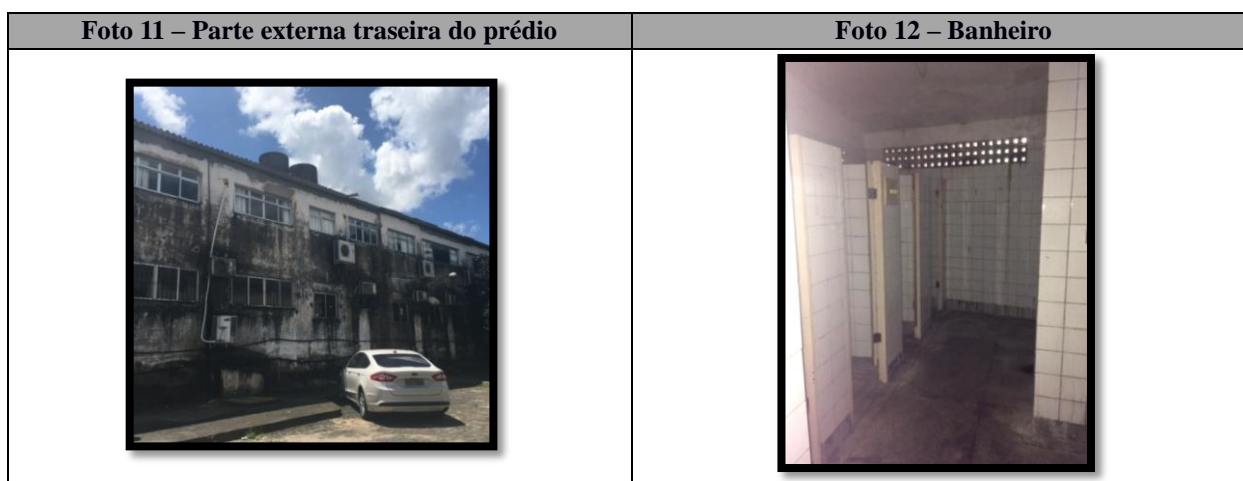 Foto 11 – Parte externa traseira do prédio
Foto 12 – Banheiro